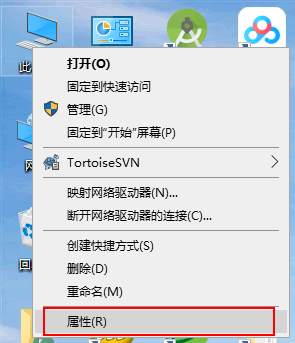 此
打开(O)
固定到快速访问
管理(G)
固定到"开始"屏幕(P)
网
TortoiseSVN
映射网络驱动器(N)...
断开网络驱动器的连接(C)...
回
创建快捷方式(S)
删除(D)
重命名(M)
属性(R)